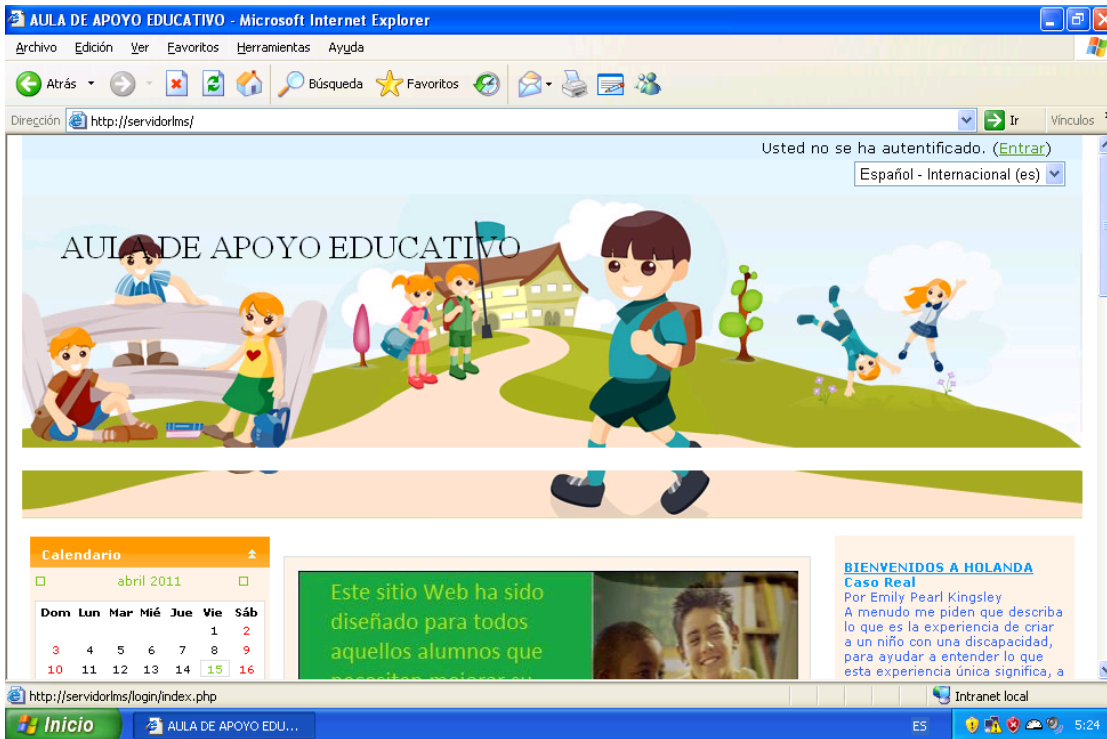 AULA DE APOYO EDUCATIVO - Microsoft Internet Explorer
Archivo Edición Ver Favoritos Herramientas Ayuda
Atrás Búsqueda Favoritos
Dirección http://servidorlms/ Ir Vínculos
Usted no se ha autentificado. (Entrar)
Español - Internacional (es)
AULA DE APOYO EDUCATIVO
Calendario
abril 2011
Dom Lun Mar Mié Jue Vie Sáb
1 2
3 4 5 6 7 8 9
10 11 12 13 14 15 16
Este sitio Web ha sido
diseñado para todos
aquellos alumnos que
necesiten mejorar su
BIENVENIDOS A HOLANDA
Caso Real
Por Emily Pearl Kingsley
A menudo me piden que describa
lo que es la experiencia de criar
a un niño con una discapacidad,
para ayudar a entender lo que
esta experiencia única significa, a
http://servidorlms/login/index.php Intranet local
Inicio AULA DE APOYO EDU... ES 5:24